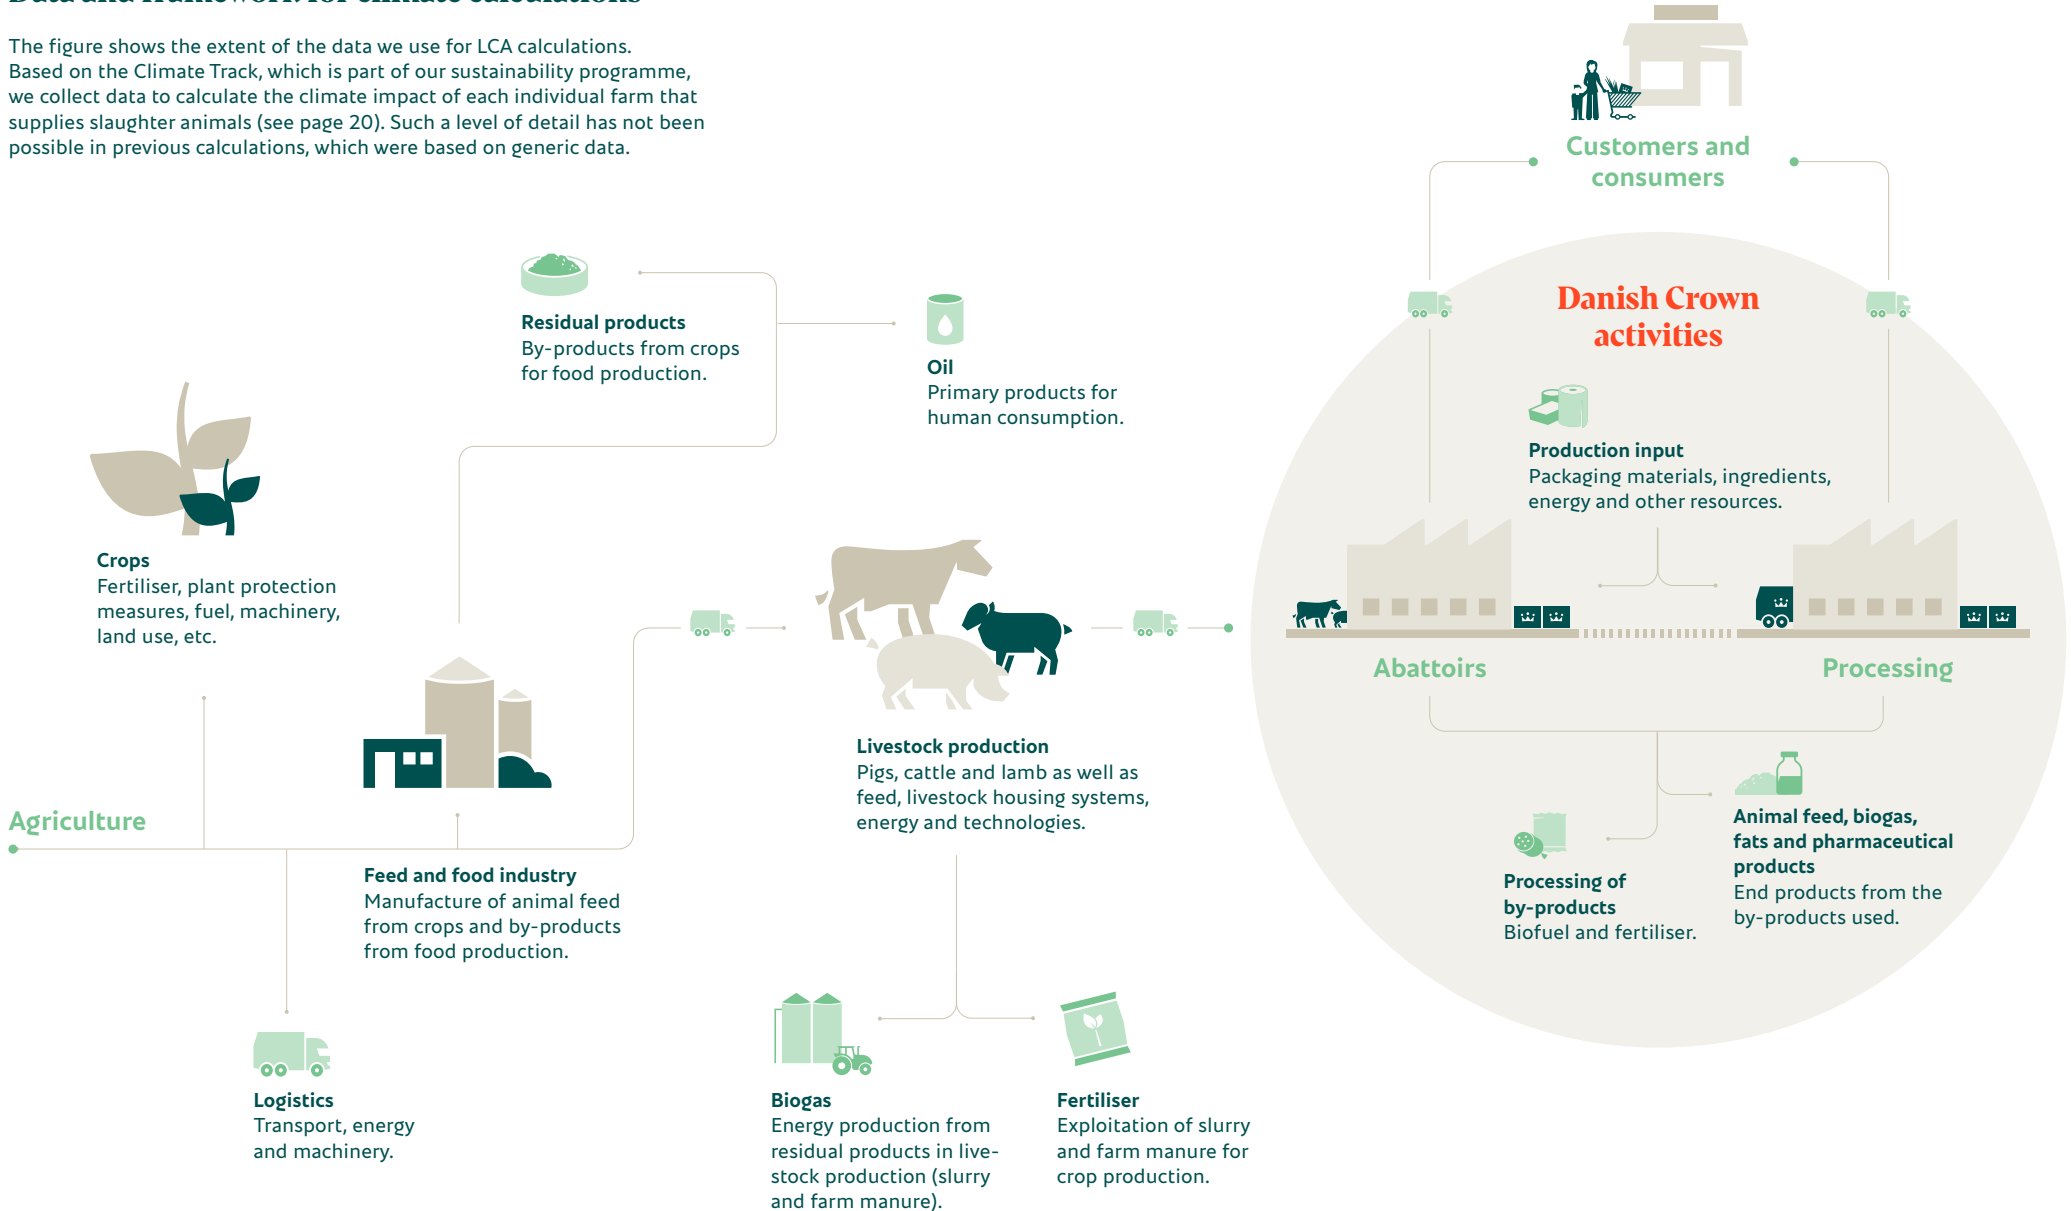 Data and framework for climate calculations
The figure shows the extent of the data we use for LCA calculations.
Based on the Climate Track, which is part of our sustainability programme,
we collect data to calculate the climate impact of each individual farm that
supplies slaughter animals (see page 20). Such a level of detail has not been
possible in previous calculations, which were based on generic data.
Customers and
consumers
Danish Crown
activities
Residual products
By-products from crops
for food production.
Oil
Primary products for
human consumption.
Production input
Packaging materials, ingredients,
energy and other resources.
Crops
Fertiliser, plant protection
measures, fuel, machinery,
land use, etc.
Abattoirs
Processing
Livestock production
Pigs, cattle and lamb as well as
feed, livestock housing systems,
energy and technologies.
Agriculture
Feed and food industry
Manufacture of animal feed
from crops and by-products
from food production.
Processing of
by-products
Biofuel and fertiliser.
Animal feed, biogas,
fats and pharmaceutical
products
End products from the
by-products used.
Logistics
Transport, energy
and machinery.
Biogas
Energy production from
residual products in live-
stock production (slurry
and farm manure).
Fertiliser
Exploitation of slurry
and farm manure for
crop production.